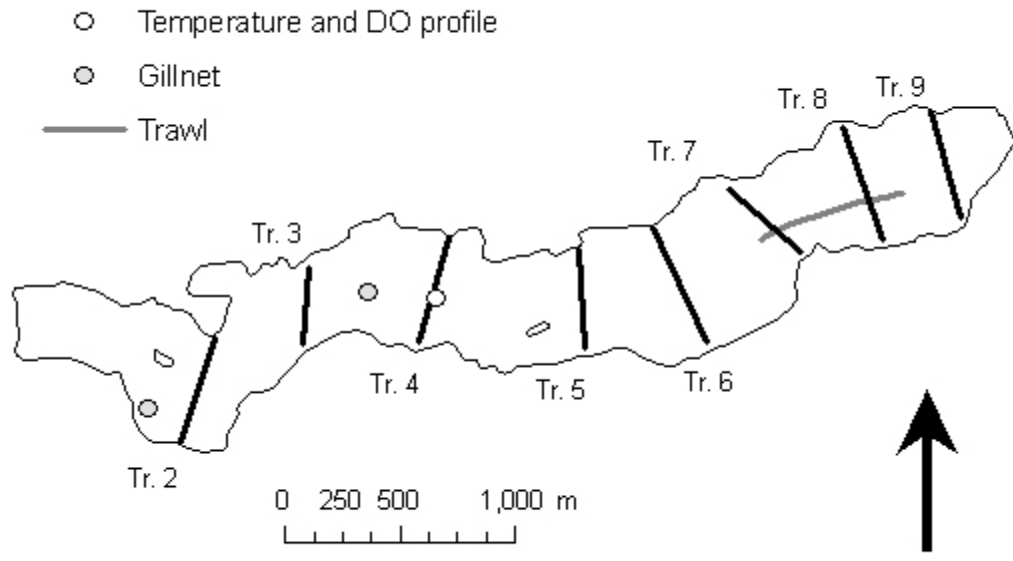 Temperature and DO profile
Gillnet
Trawl
Tr. 9
Tr. 8
Tr. 7
Tr. 3
Tr. 4
Tr. 5
Tr. 6
Tr. 2
0 250 500 1,000 m